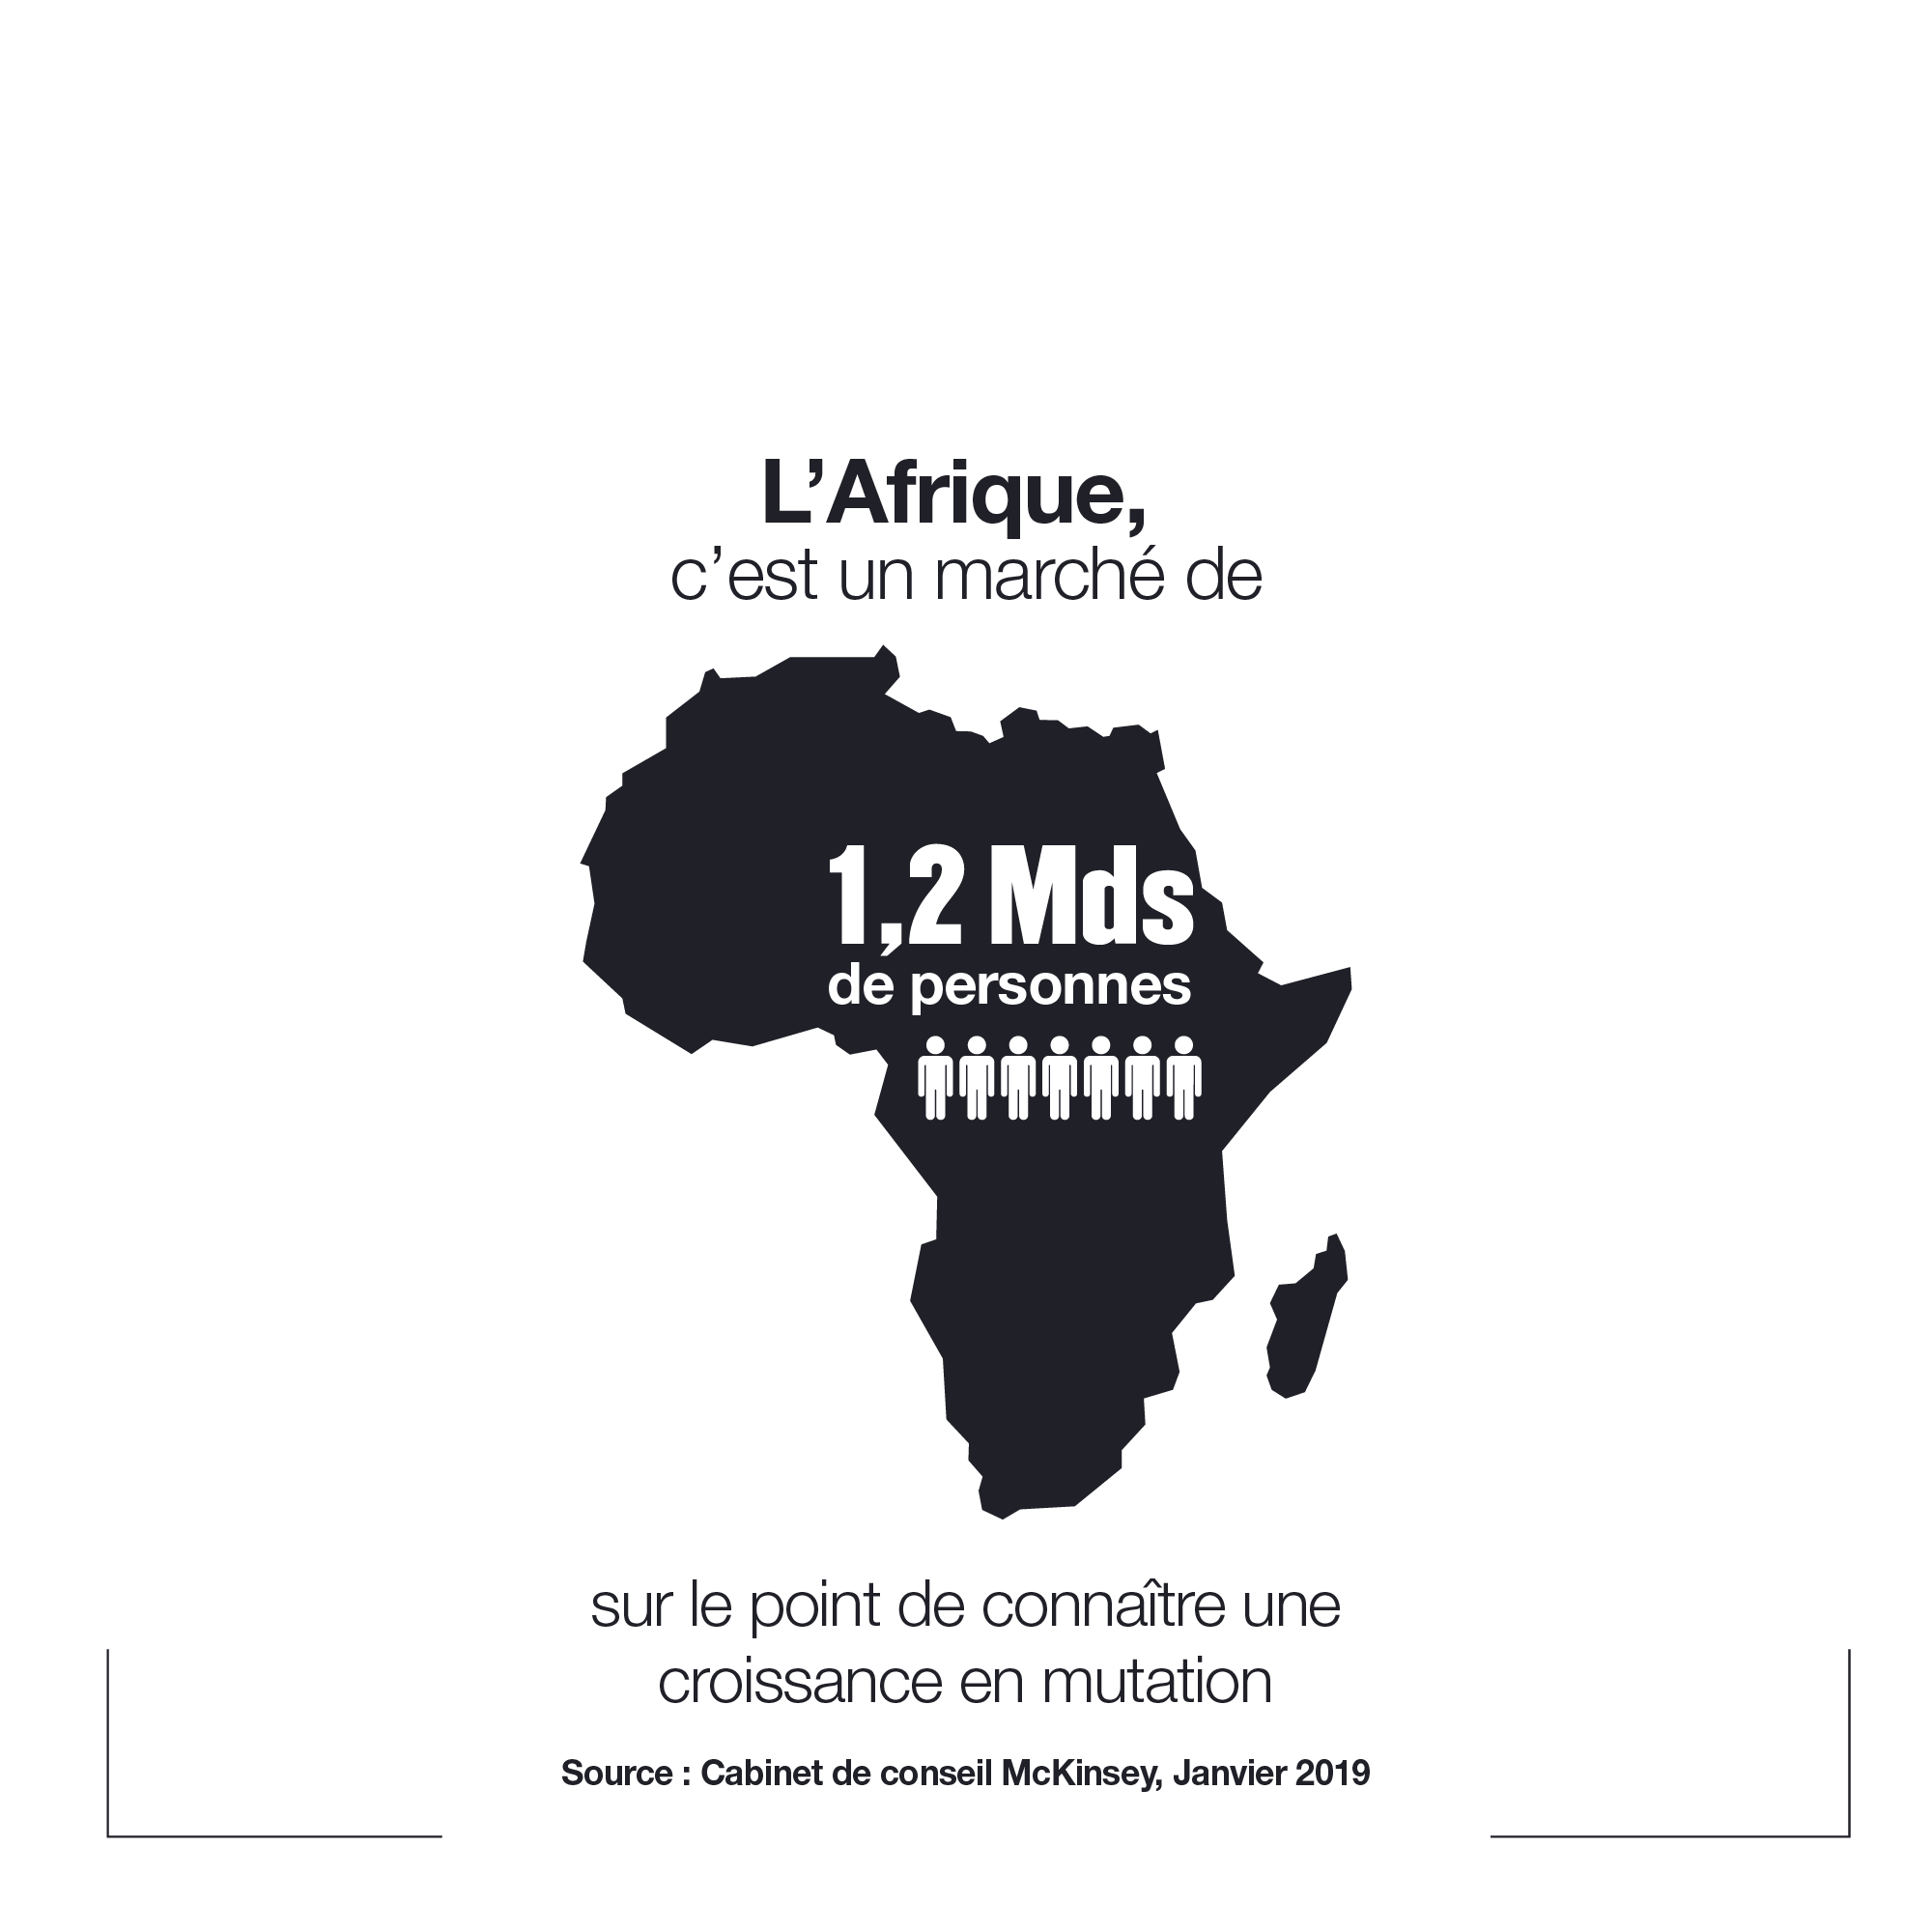 L’Afrique,
c’est un marché de
1,2 Mds
de personnes
sur le point de connaître une
croissance en mutation
Source : Cabinet de conseil McKinsey, Janvier 2019